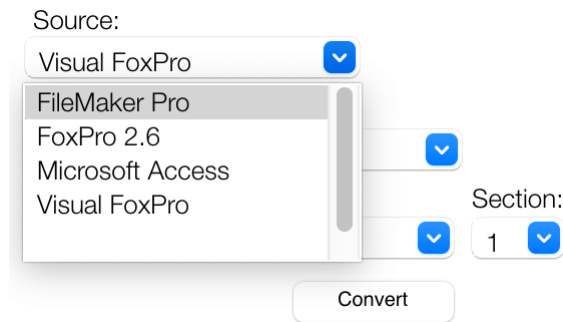 Source:
Visual FoxPro
FileMaker Pro
FoxPro 2.6
Microsoft Access
Visual FoxPro
Section:
1
Convert